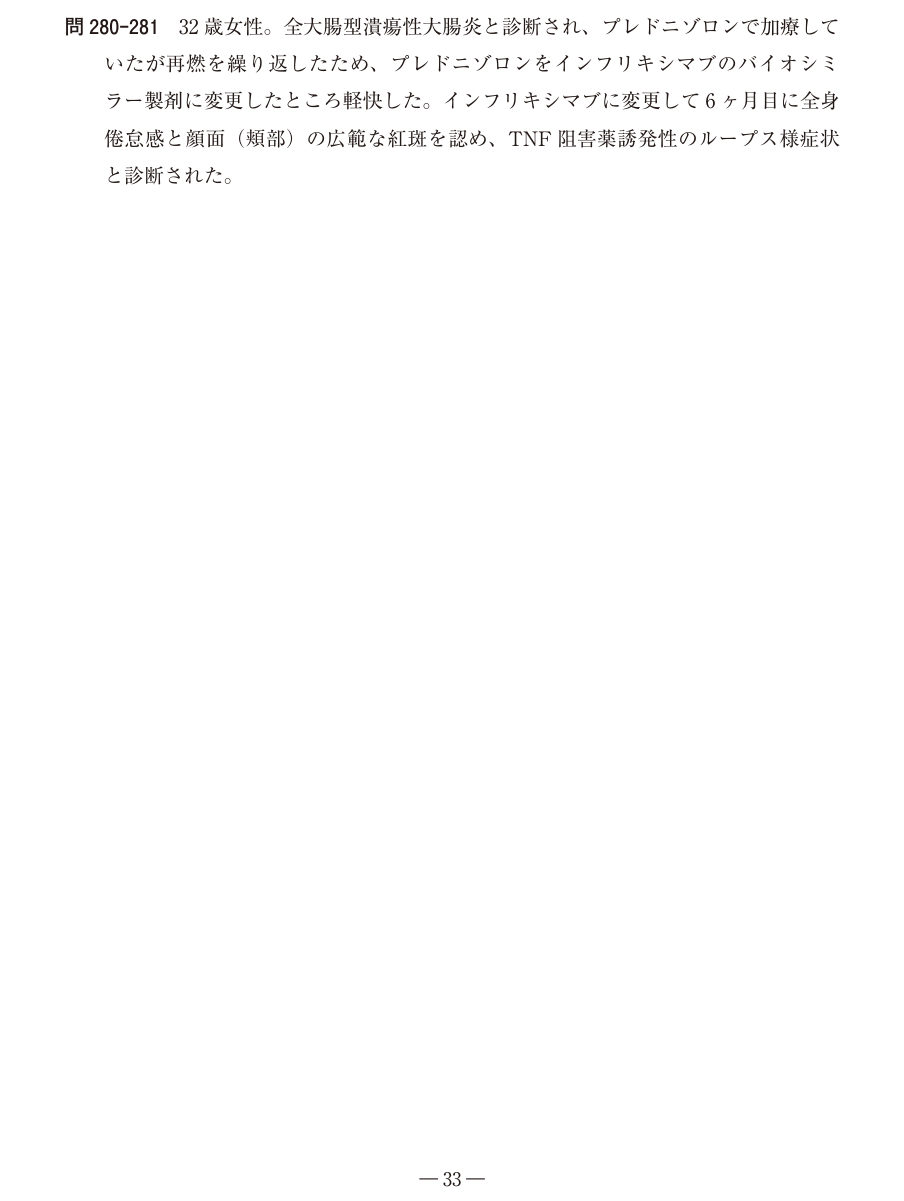 問 280-281　32 歳女性。全大腸型潰瘍性大腸炎と診断され、プレドニゾロンで加療して
いたが再燃を繰り返したため、プレドニゾロンをインフリキシマブのバイオシミ
ラー製剤に変更したところ軽快した。インフリキシマブに変更して 6 ヶ月目に全身
倦怠感と顔面（頬部）の広範な紅斑を認め、TNF 阻害薬誘発性のループス様症状
と診断された。
― 33 ―